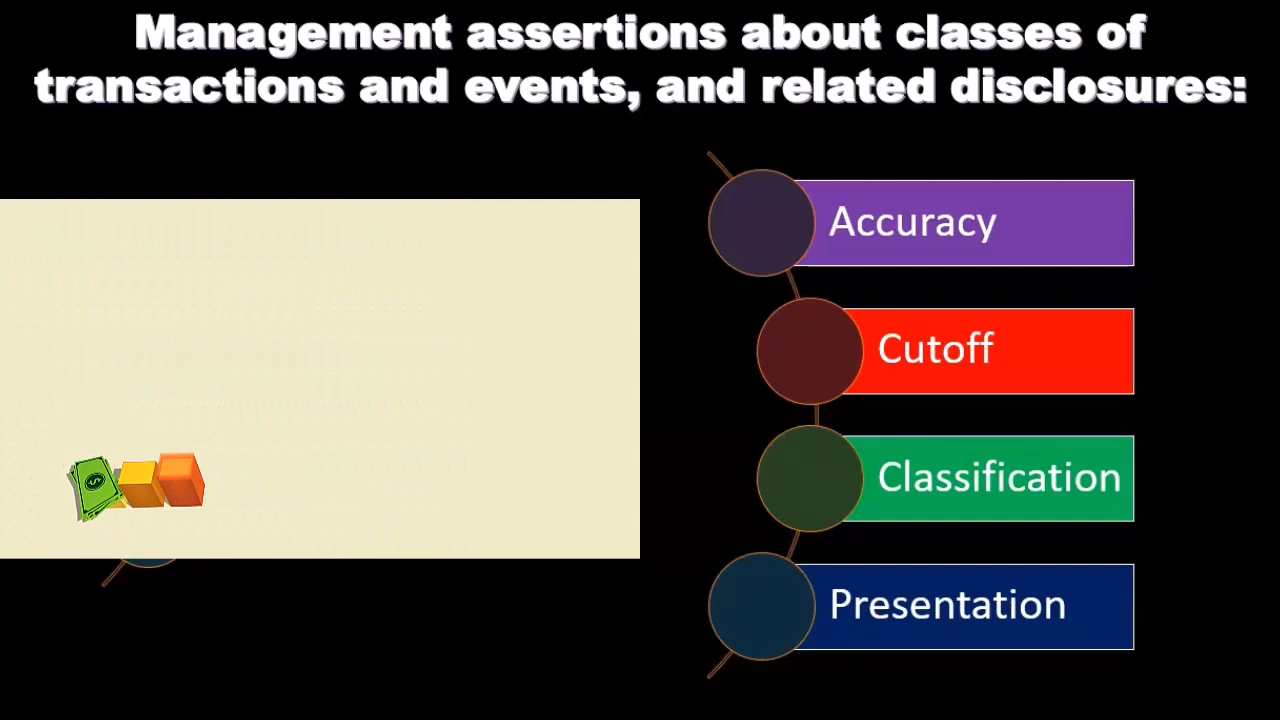 Management assertions about classes of
transactions and events, and related disclosures:
Accuracy
Cutoff
Classification
Presentation